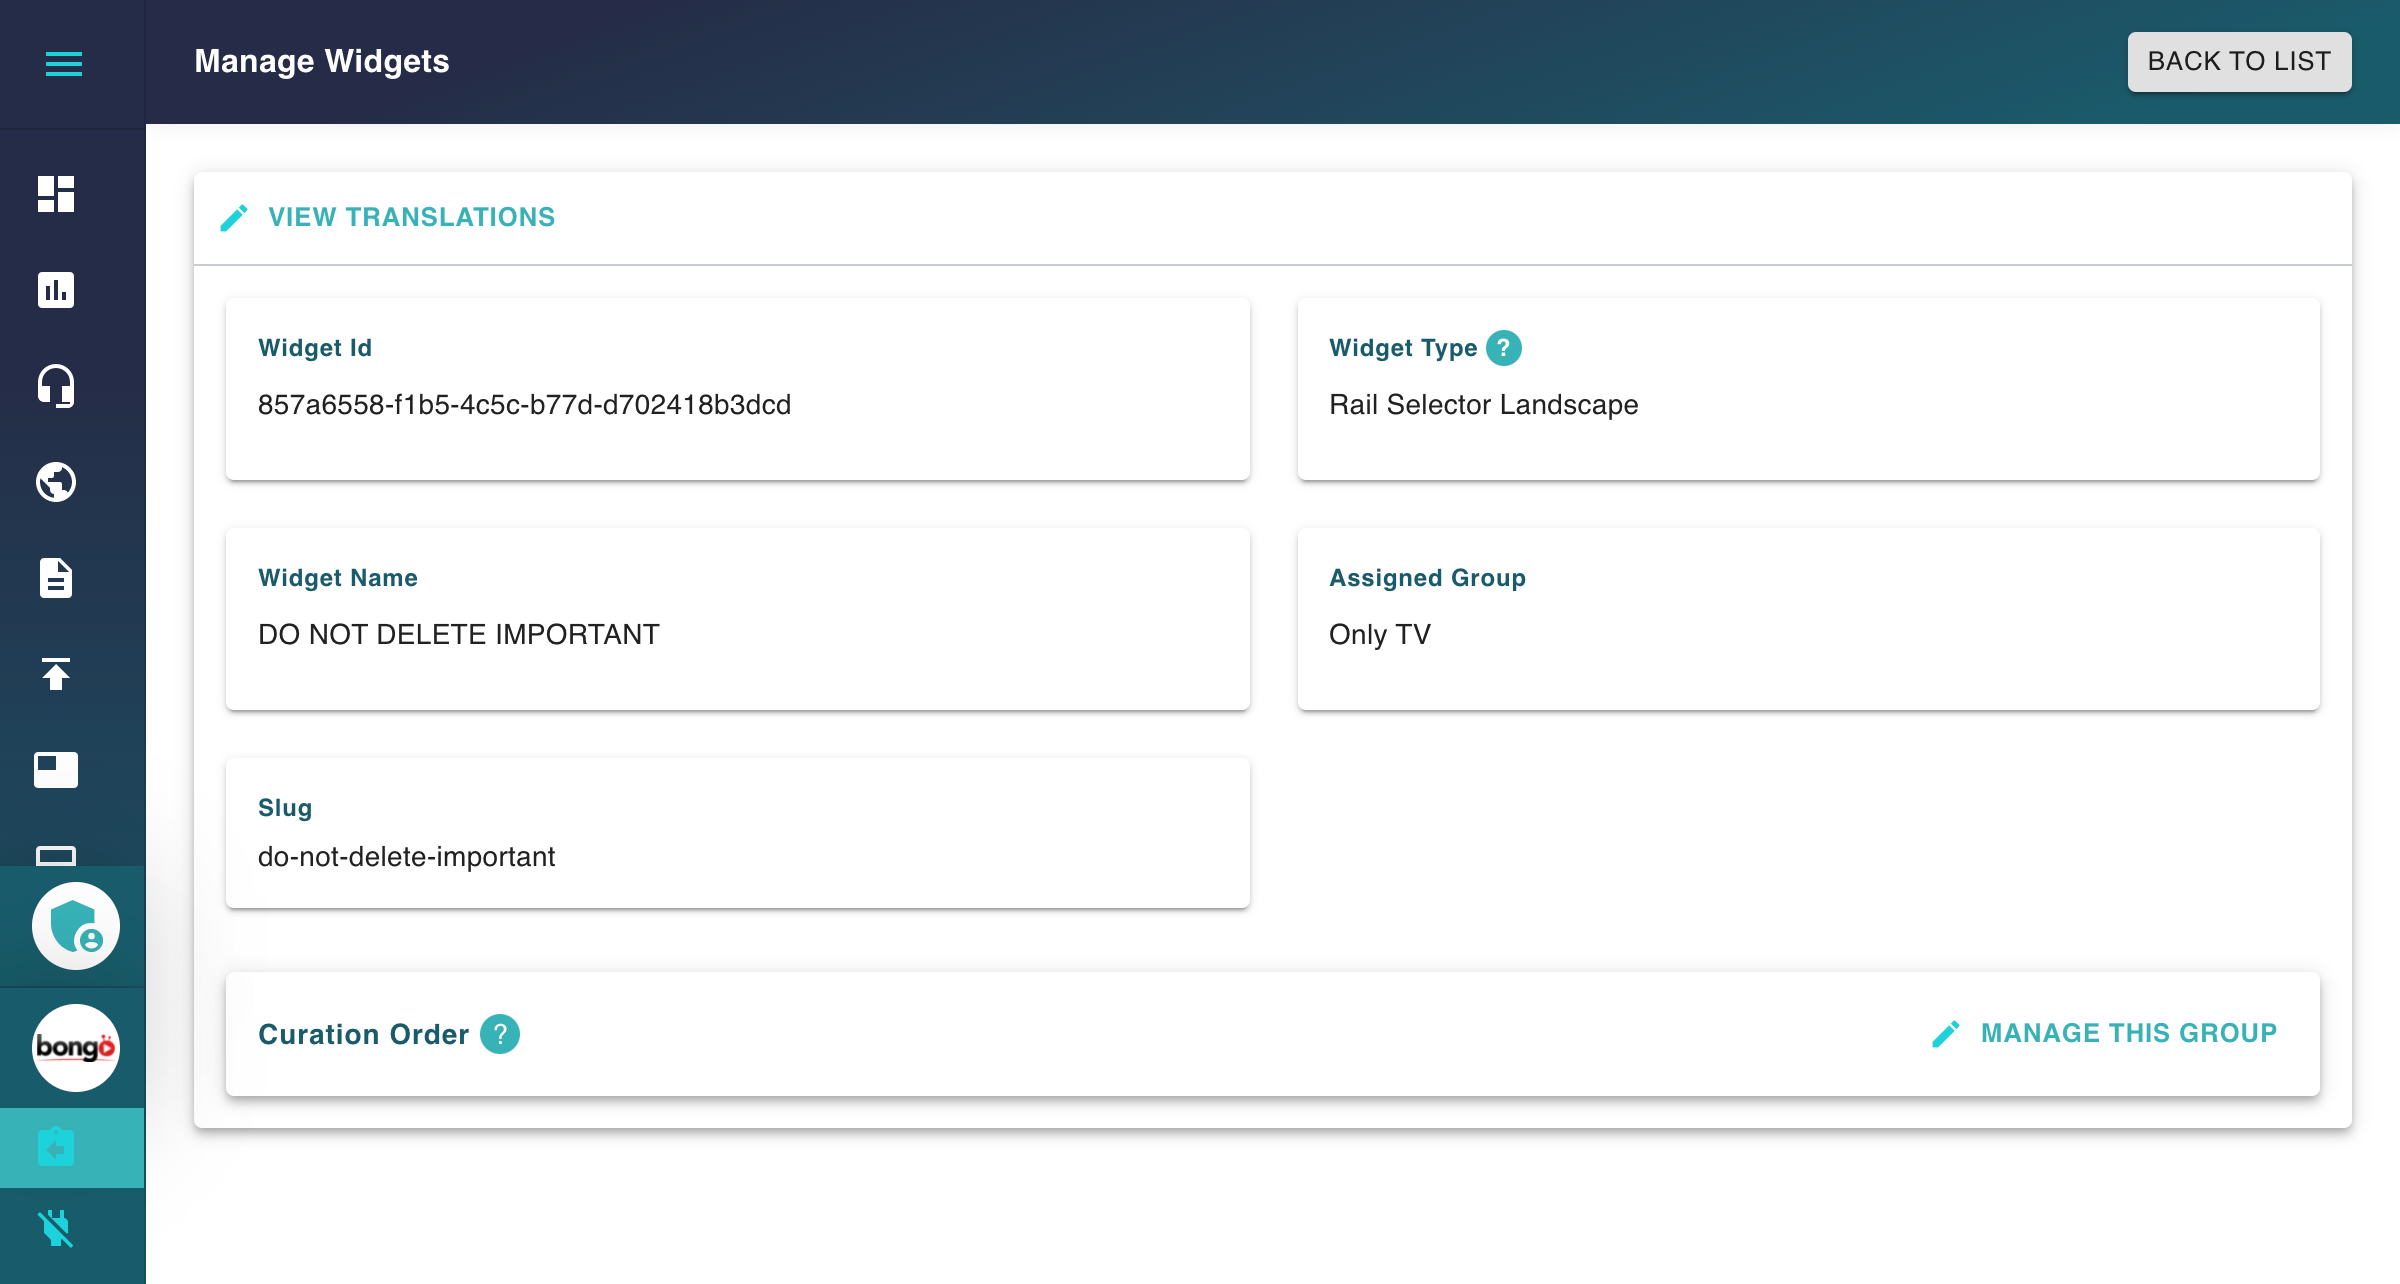 Manage Widgets
BACK TO LIST
VIEW TRANSLATIONS
Widget Id
857a6558-f1b5-4c5c-b77d-d702418b3dcd
Widget Type ?
Rail Selector Landscape
Widget Name
DO NOT DELETE IMPORTANT
Assigned Group
Only TV
Slug
do-not-delete-important
Curation Order ?
MANAGE THIS GROUP
bongo